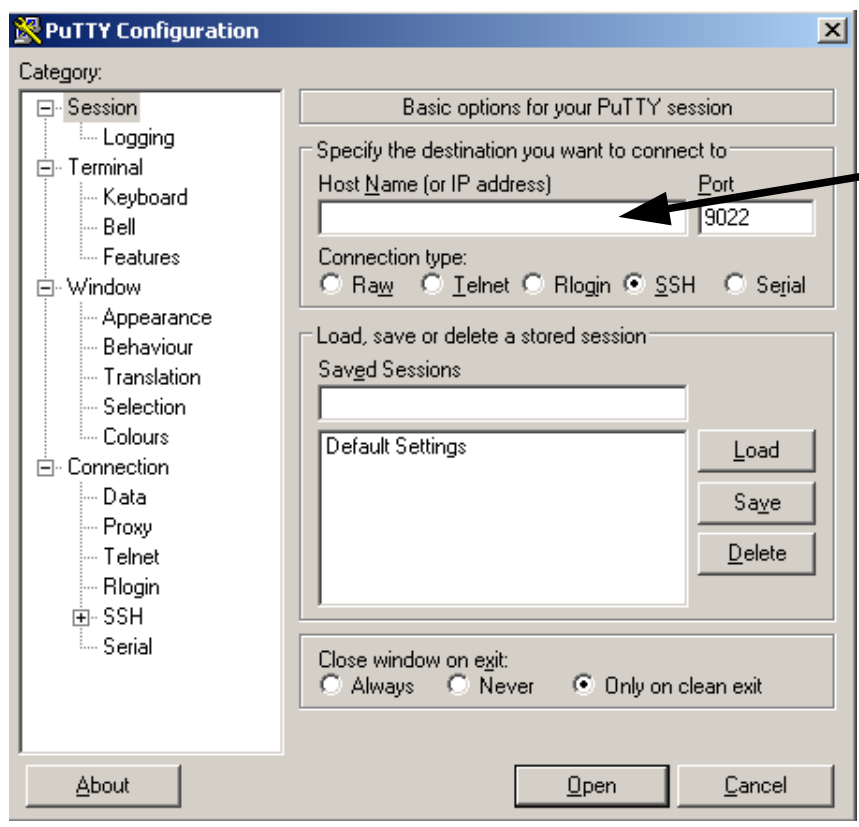 PuTTY Configuration
Category:
Session
Logging
Terminal
Keyboard
Bell
Features
Window
Appearance
Behaviour
Translation
Selection
Colours
Connection
Data
Proxy
Telnet
Rlogin
SSH
Serial
Basic options for your PuTTY session
Specify the destination you want to connect to
Host Name (or IP address) Port
9022
Connection type:
Raw Telnet Rlogin SSH Serial
Load, save or delete a stored session
Saved Sessions
Default Settings
Load
Save
Delete
Close window on exit:
Always Never Only on clean exit
About Open Cancel